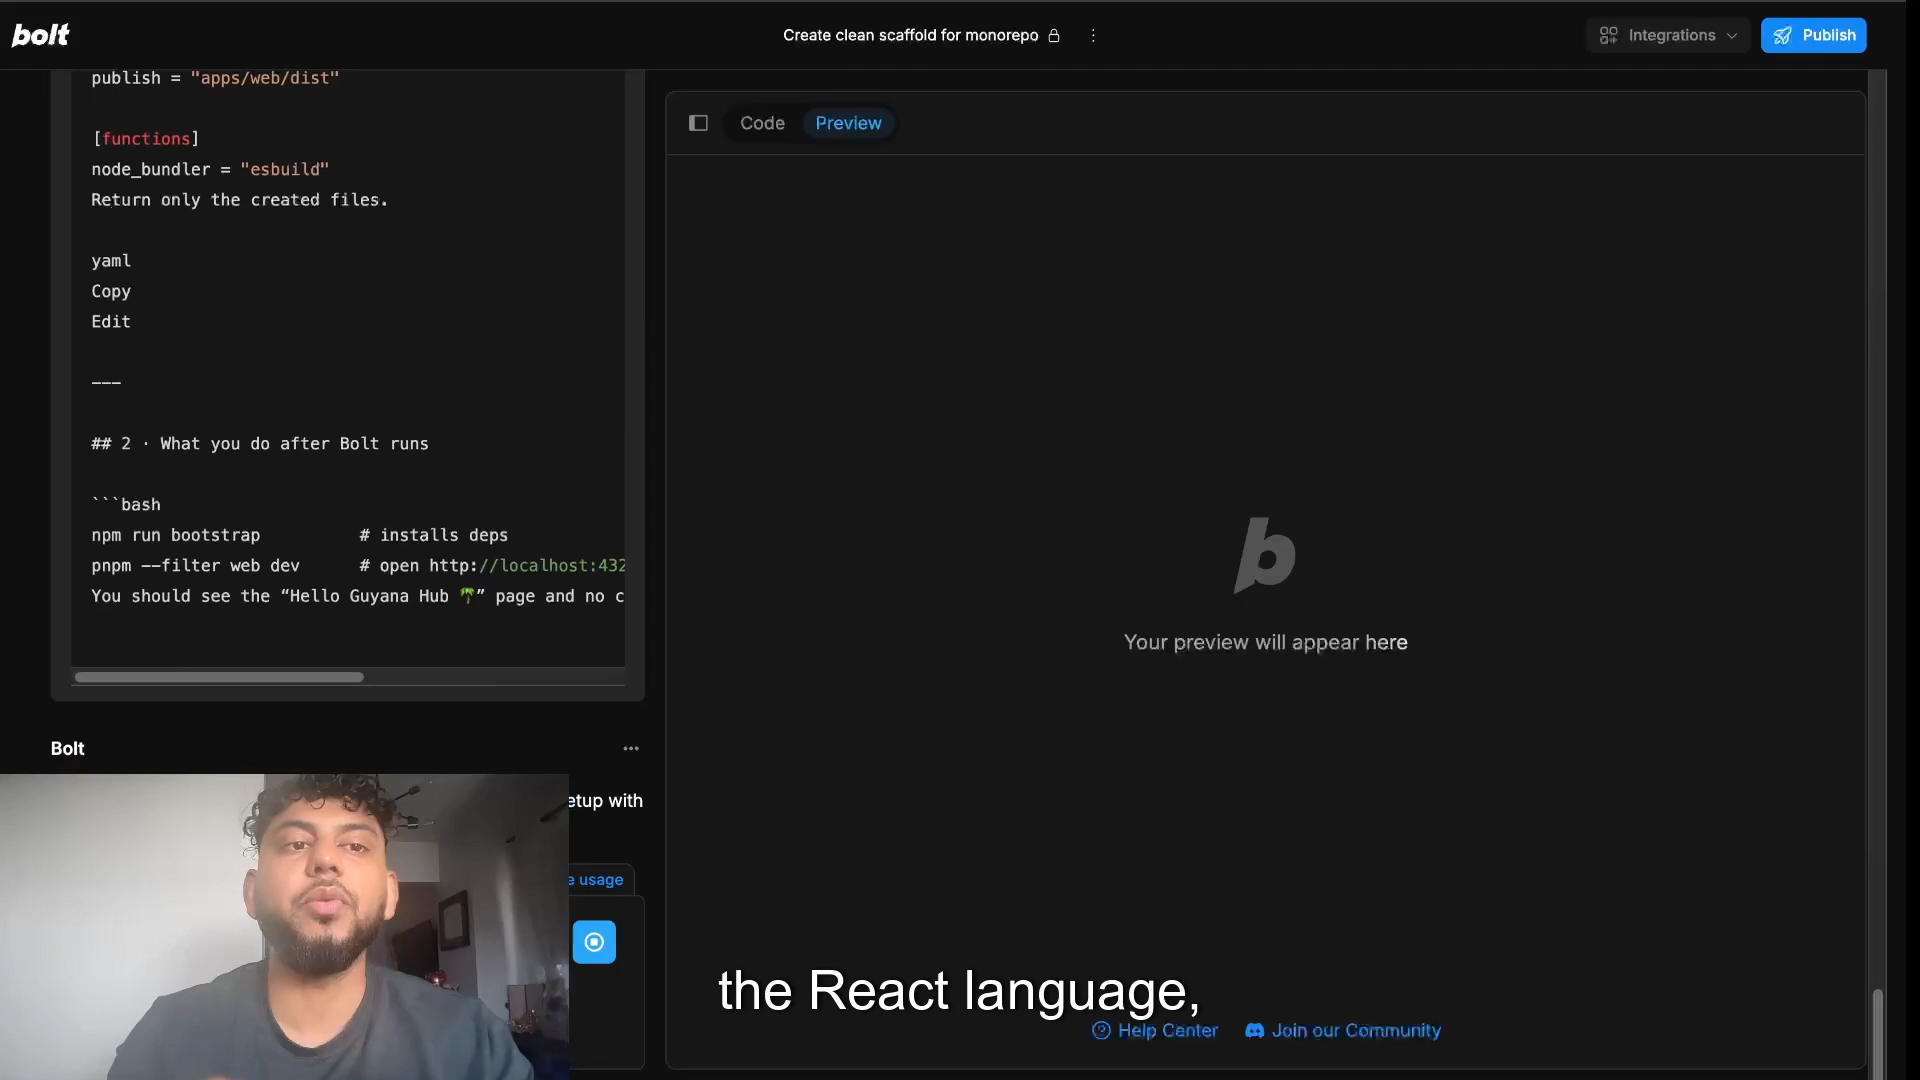 bolt
Create clean scaffold for monorepo
Integrations
Publish
publish = "apps/web/dist"
[functions]
node_bundler = "esbuild"
Return only the created files.
yaml
Copy
Edit
---
## 2 · What you do after Bolt runs
```bash
npm run bootstrap # installs deps
pnpm --filter web dev # open http://localhost:432
You should see the “Hello Guyana Hub 🌴” page and no c
Bolt
etup with
e usage
Code
Preview
b
Your preview will appear here
the React language,
Help Center
Join our Community